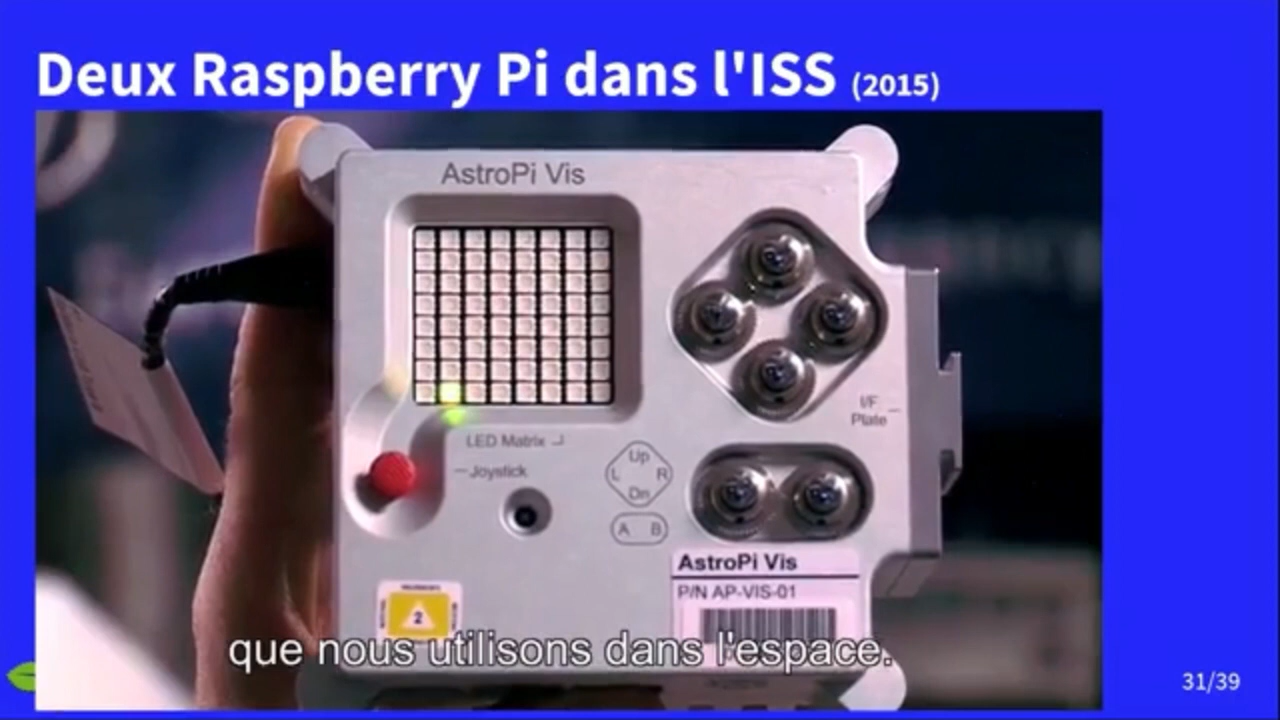 Deux Raspberry Pi dans l'ISS (2015)
AstroPi Vis
I/F
Plate
LED Matrix
Joystick
Up
L R
Dn
A B
AstroPi Vis
P/N AP-VIS-01
2
que nous utilisons dans l'espace.
31/39